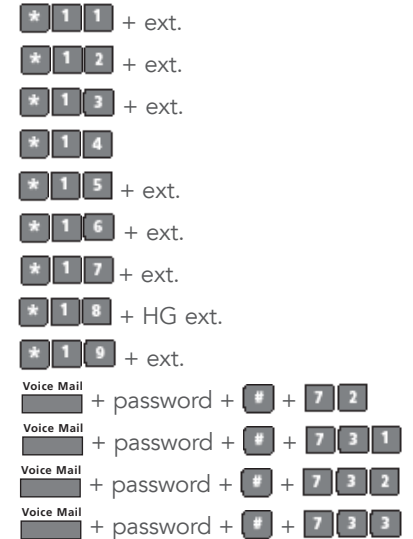 * 1 1 + ext.
* 1 2 + ext.
* 1 3 + ext.
* 1 4
* 1 5 + ext.
* 1 6 + ext.
* 1 7 + ext.
* 1 8 + HG ext.
* 1 9 + ext.
Voice Mail
+ password + # + 7 2
Voice Mail
+ password + # + 7 3 1
Voice Mail
+ password + # + 7 3 2
Voice Mail
+ password + # + 7 3 3